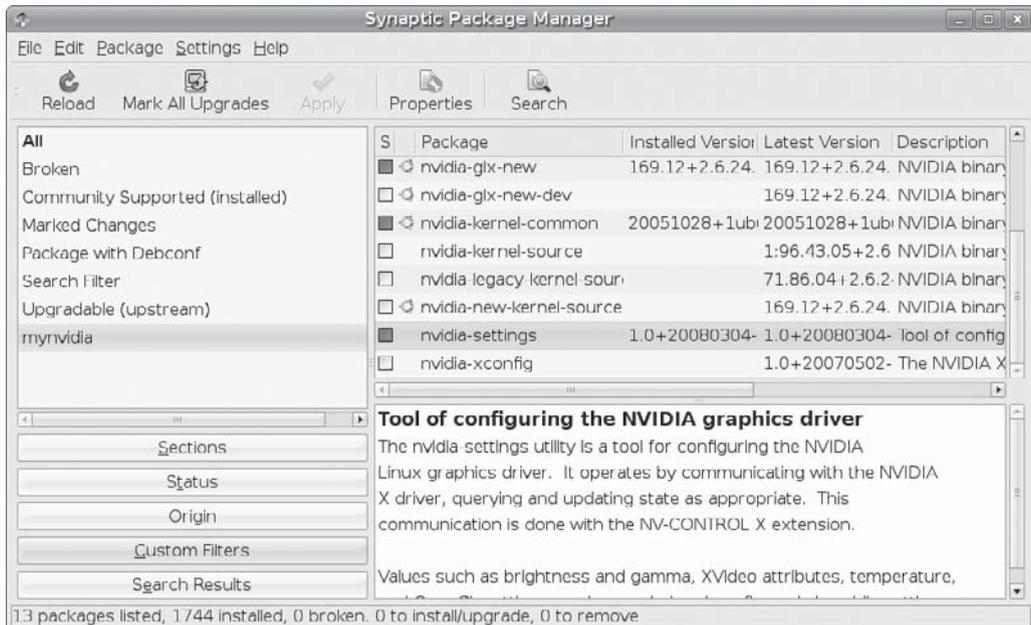 Synaptic Package Manager
File Edit Package Settings Help
Reload Mark All Upgrades Apply Properties Search
All
Broken
Community Supported (installed)
Marked Changes
Package with Debconf
Search Filter
Upgradable (upstream)
mynvidia
Sections
Status
Origin
Custom Filters
Search Results
S Package Installed Version Latest Version Description
nvidia-glx-new 169.12+2.6.24. 169.12+2.6.24. NVIDIA binary
nvidia-glx-new-dev 169.12+2.6.24. NVIDIA binary
nvidia-kernel-common 20051028+1ubu 20051028+1ubu NVIDIA binary
nvidia-kernel-source 1:96.43.05+2.6 NVIDIA binary
nvidia-legacy-kernel-sour 71.86.04+2.6.2 NVIDIA binary
nvidia-new-kernel-source 169.12+2.6.24. NVIDIA binary
nvidia-settings 1.0+20080304- 1.0+20080304- Tool of config
nvidia-xconfig 1.0+20070502- The NVIDIA X
Tool of configuring the NVIDIA graphics driver
The nvidia-settings utility is a tool for configuring the NVIDIA
Linux graphics driver. It operates by communicating with the NVIDIA
X driver, querying and updating state as appropriate. This
communication is done with the NV-CONTROL X extension.
Values such as brightness and gamma, XVideo attributes, temperature,
13 packages listed, 1744 installed, 0 broken. 0 to install/upgrade, 0 to remove